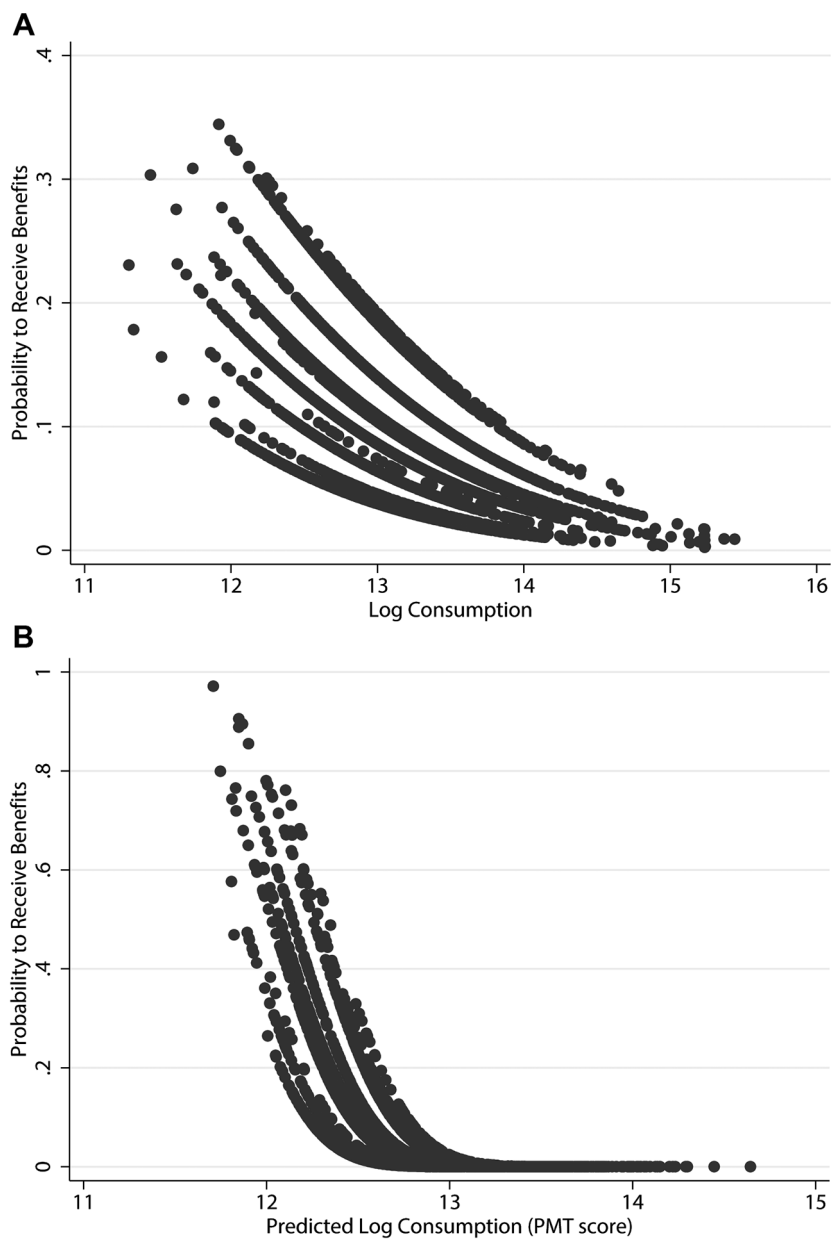 A
.4
.3
.2
.1
0
Probability to Receive Benefits
11 12 13 14 15 16
Log Consumption
B
1
.8
.6
.4
.2
0
Probability to Receive Benefits
11 12 13 14 15
Predicted Log Consumption (PMT score)